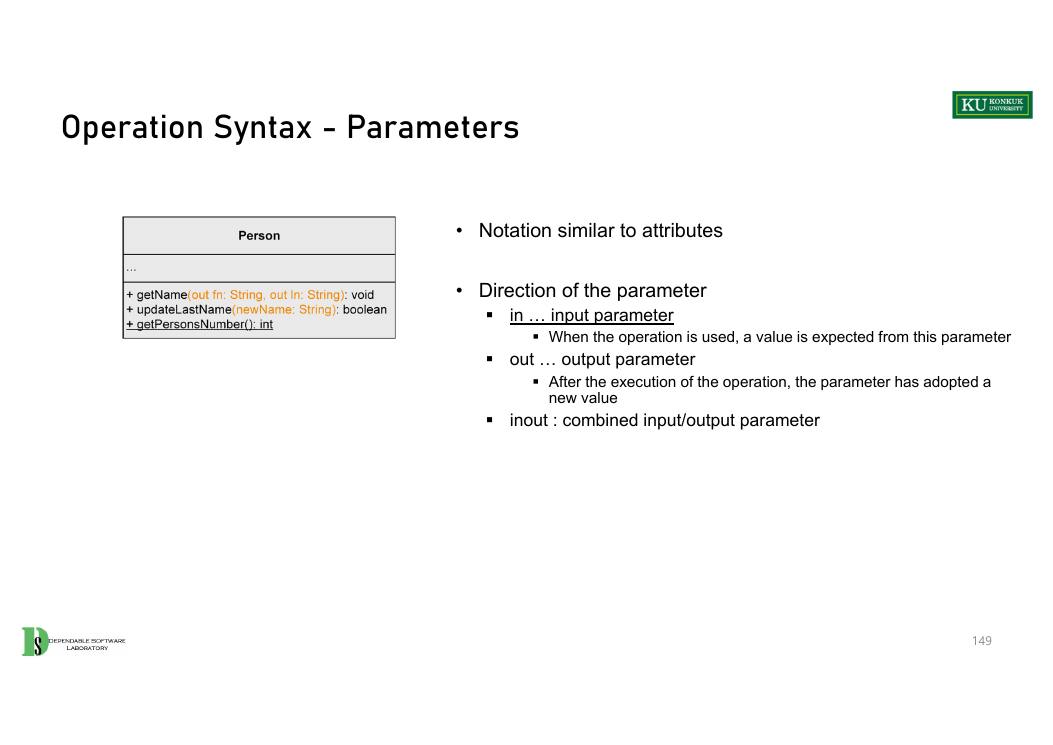 KU KONKUK
UNIVERSITY
Operation Syntax - Parameters
Person
...
+ getName(out fn: String, out ln: String): void
+ updateLastName(newName: String): boolean
+ getPersonsNumber(): int
• Notation similar to attributes
• Direction of the parameter
▪ in … input parameter
▪ When the operation is used, a value is expected from this parameter
▪ out … output parameter
▪ After the execution of the operation, the parameter has adopted a
new value
▪ inout : combined input/output parameter
DS DEPENDABLE SOFTWARE
LABORATORY
149